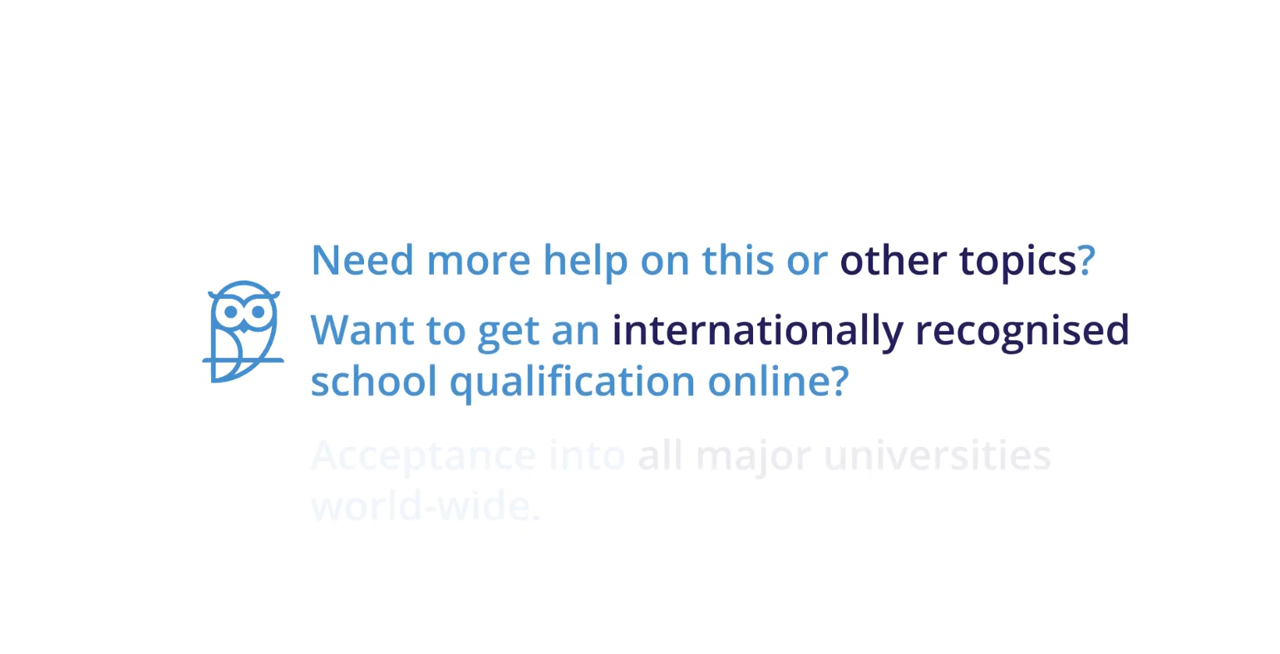 Need more help on this or other topics?
Want to get an internationally recognised
school qualification online?
Acceptance into all major universities
world-wide.